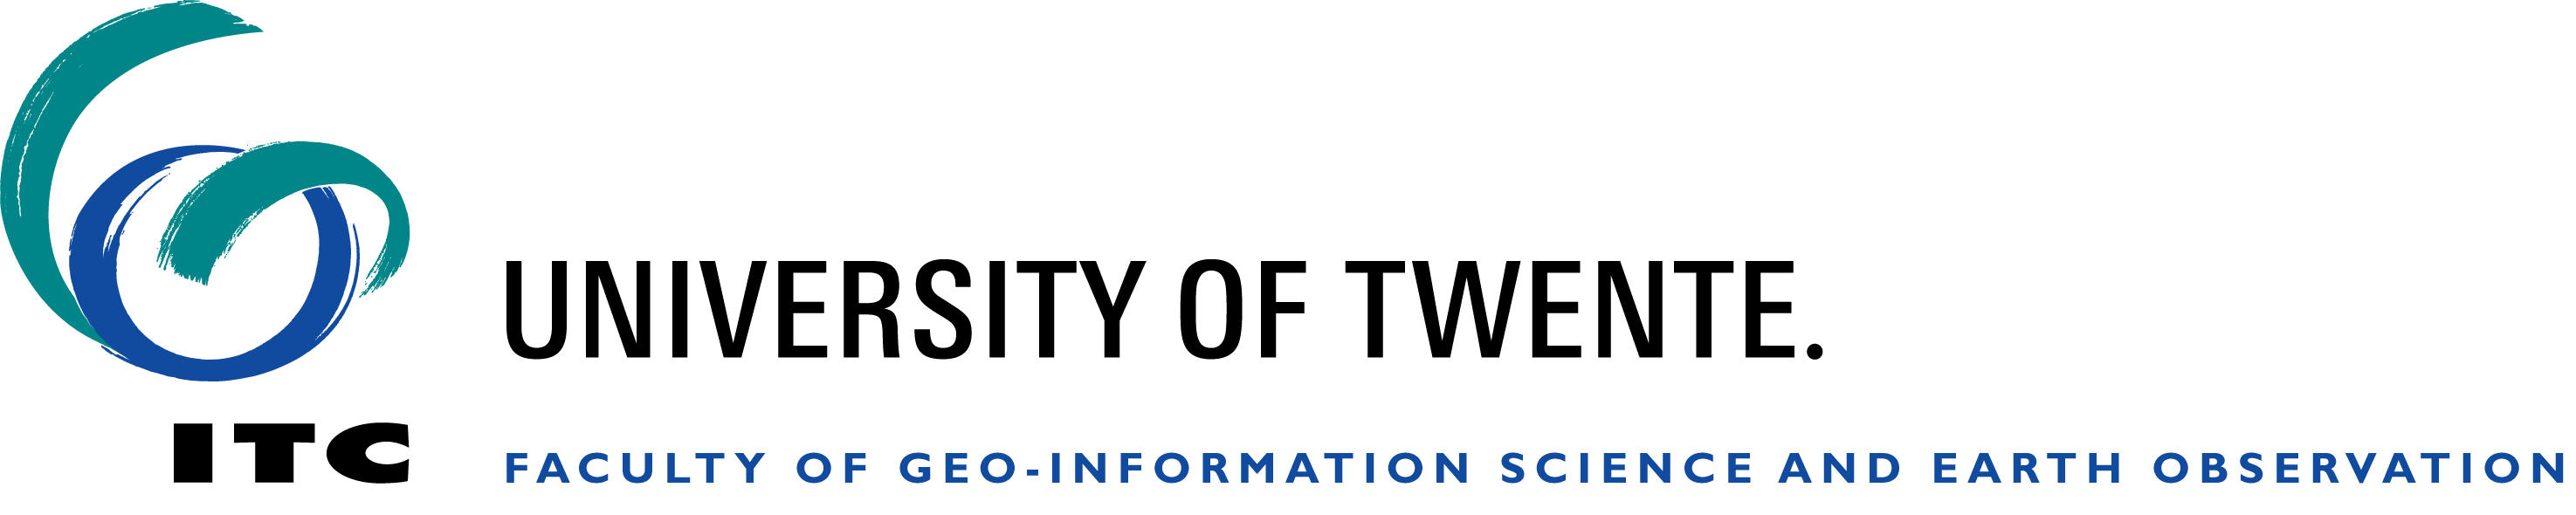 UNIVERSITY OF TWENTE.
ITC
FACULTY OF GEO-INFORMATION SCIENCE AND EARTH OBSERVATION